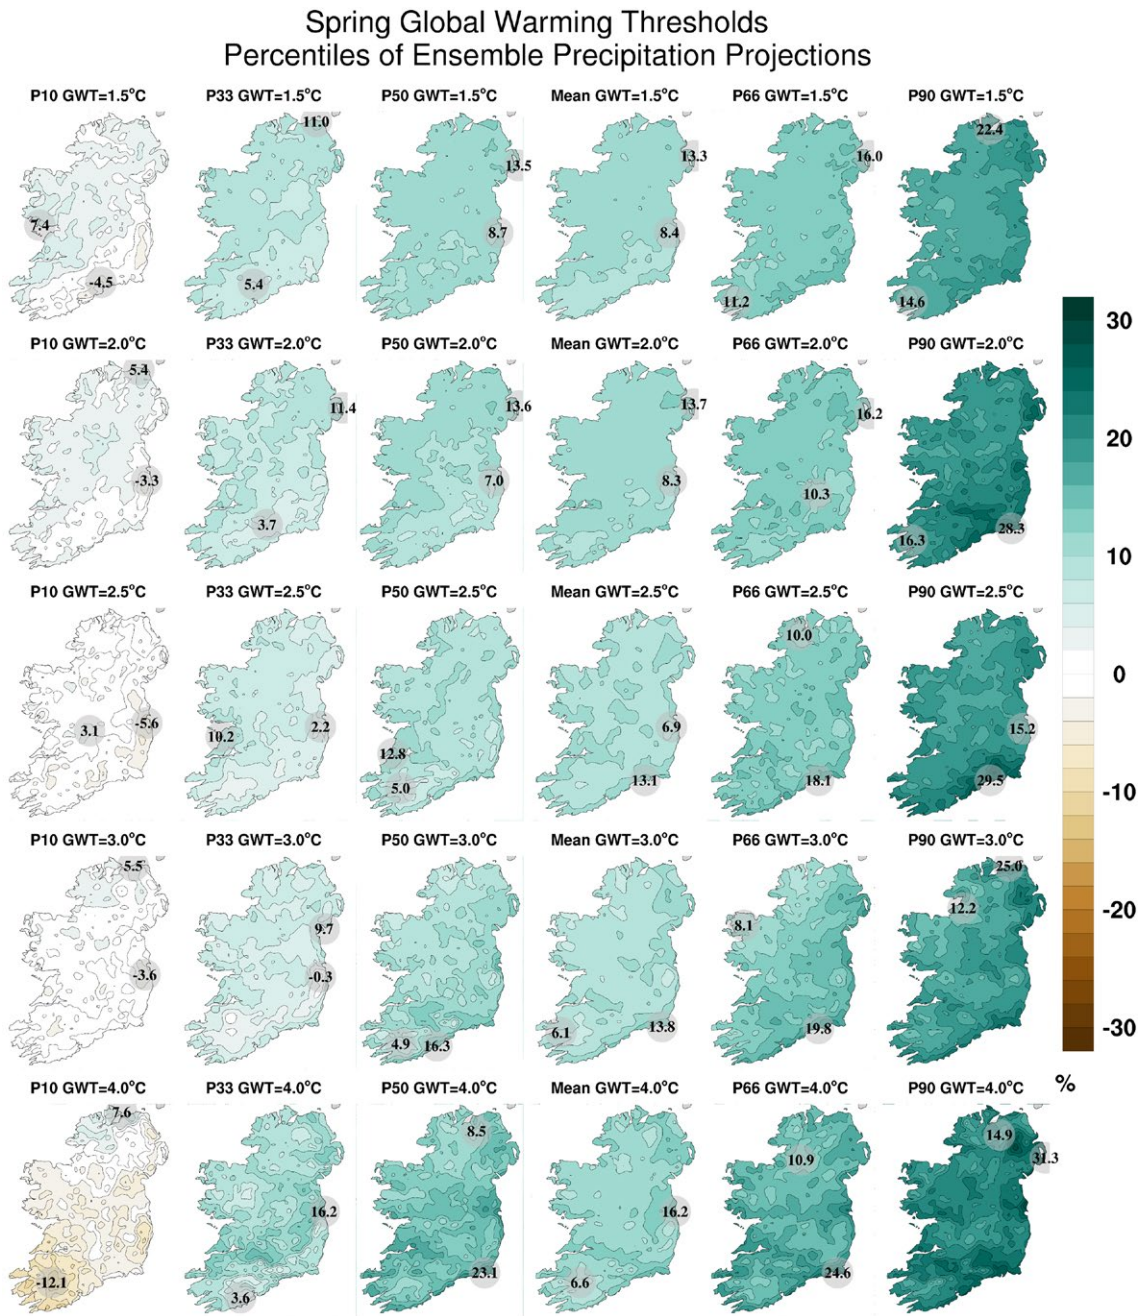 Spring Global Warming Thresholds
Percentiles of Ensemble Precipitation Projections
P10 GWT=1.5°C P33 GWT=1.5°C P50 GWT=1.5°C Mean GWT=1.5°C P66 GWT=1.5°C P90 GWT=1.5°C
7.4 -4.5 11.0 5.4 13.5 8.7 13.3 8.4 16.0 11.2 22.4 14.6
P10 GWT=2.0°C P33 GWT=2.0°C P50 GWT=2.0°C Mean GWT=2.0°C P66 GWT=2.0°C P90 GWT=2.0°C
5.4 -3.3 11.4 3.7 13.6 7.0 13.7 8.3 16.2 10.3 16.3 28.3
P10 GWT=2.5°C P33 GWT=2.5°C P50 GWT=2.5°C Mean GWT=2.5°C P66 GWT=2.5°C P90 GWT=2.5°C
3.1 -5.6 10.2 2.2 12.8 5.0 6.9 13.1 10.0 18.1 15.2 29.5
P10 GWT=3.0°C P33 GWT=3.0°C P50 GWT=3.0°C Mean GWT=3.0°C P66 GWT=3.0°C P90 GWT=3.0°C
5.5 -3.6 9.7 -0.3 4.9 16.3 6.1 13.8 8.1 19.8 25.0 12.2
P10 GWT=4.0°C P33 GWT=4.0°C P50 GWT=4.0°C Mean GWT=4.0°C P66 GWT=4.0°C P90 GWT=4.0°C
7.6 -12.1 16.2 3.6 8.5 23.1 16.2 6.6 10.9 24.6 14.9 31.3
30
20
10
0
-10
-20
-30
%